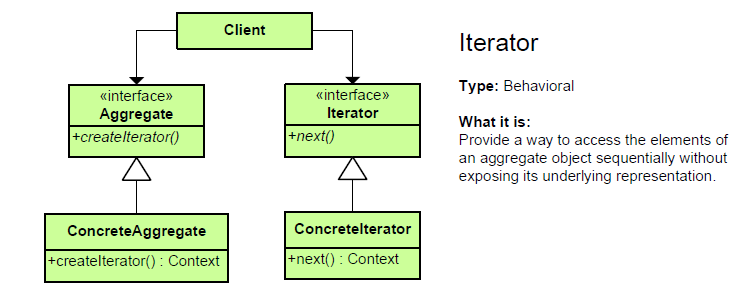 Client
«interface»
Aggregate
+createIterator()
«interface»
Iterator
+next()
ConcreteAggregate
+createIterator() : Context
ConcreteIterator
+next() : Context
Iterator
Type: Behavioral
What it is:
Provide a way to access the elements of
an aggregate object sequentially without
exposing its underlying representation.